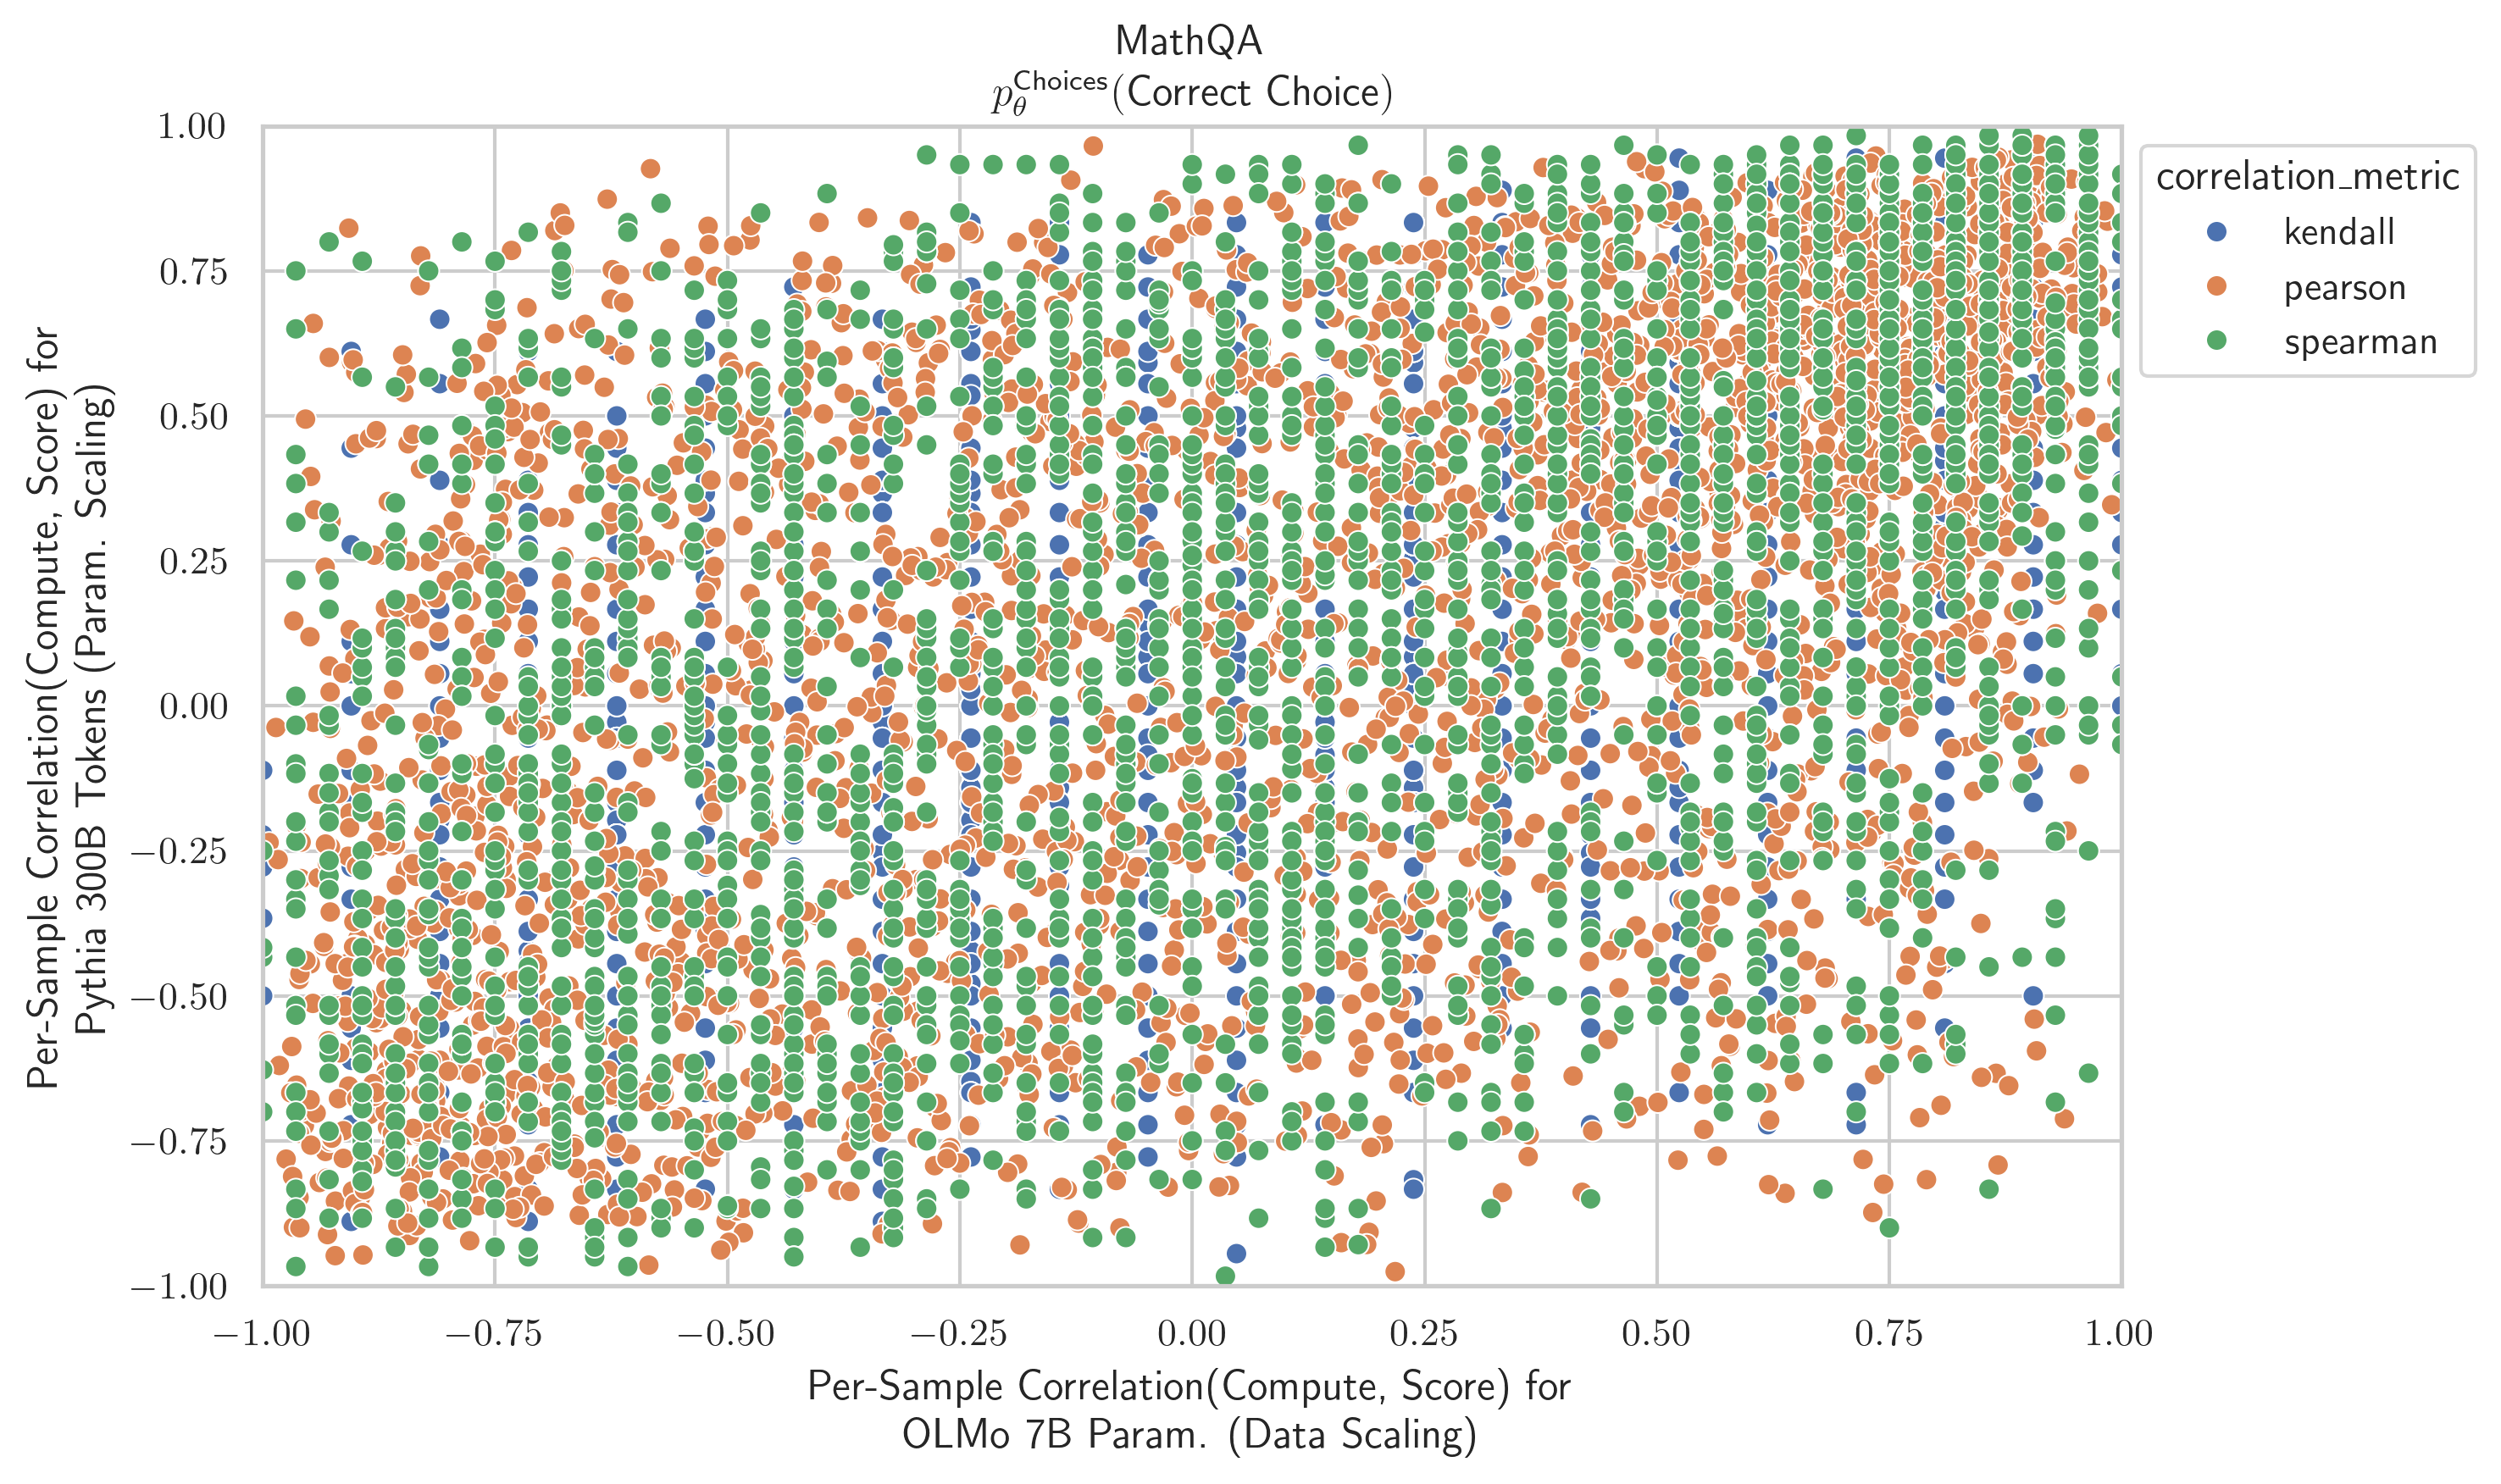 MathQA
p_θ^Choices(Correct Choice)
1.00
0.75
0.50
0.25
0.00
−0.25
−0.50
−0.75
−1.00
Per-Sample Correlation(Compute, Score) for
Pythia 300B Tokens (Param. Scaling)
−1.00 −0.75 −0.50 −0.25 0.00 0.25 0.50 0.75 1.00
Per-Sample Correlation(Compute, Score) for
OLMo 7B Param. (Data Scaling)
correlation_metric
kendall
pearson
spearman